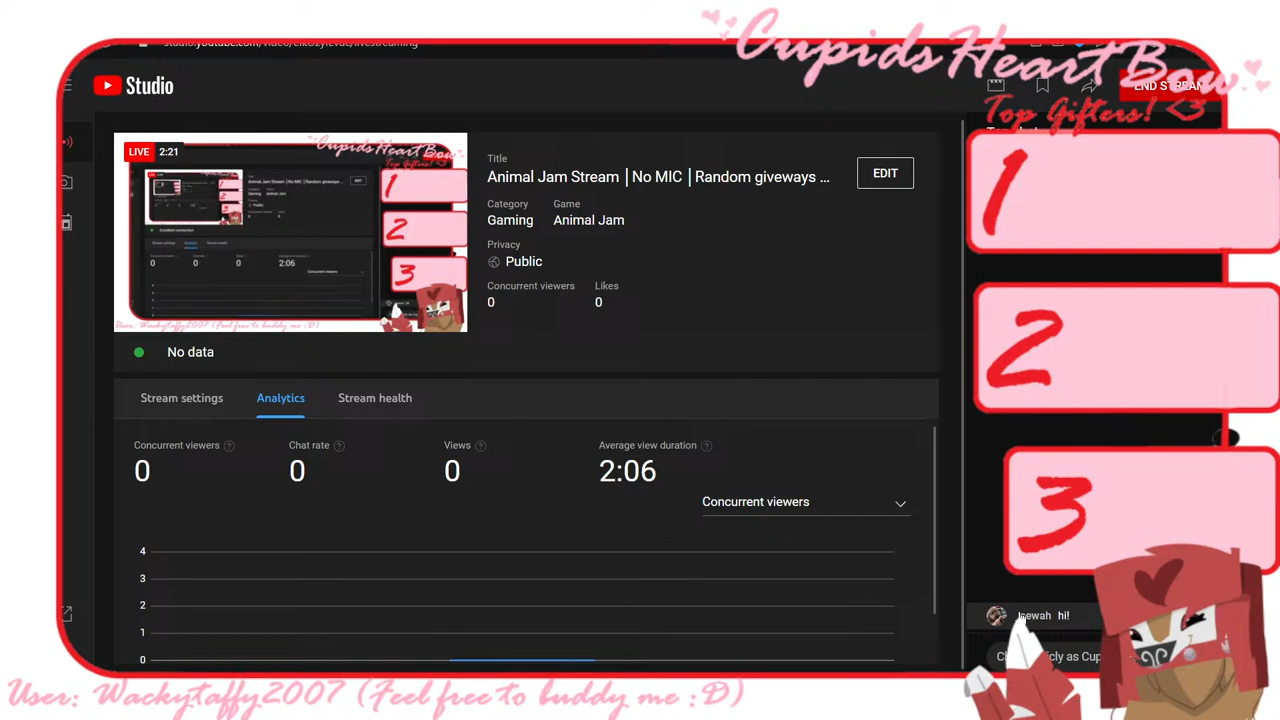 CupidsHeartBow
Studio
END STREAM
Top Gifters! <3
LIVE 2:21
CupidsHeartBow
Title
Animal Jam Stream | No MIC | Random giveways ...
EDIT
Category
Game
Gaming
Animal Jam
Privacy
Public
Concurrent viewers
Likes
0
0
No data
Stream settings
Analytics
Stream health
Concurrent viewers
Chat rate
Views
Average view duration
0
0
0
2:06
Concurrent viewers
4
3
2
1
0
1
2
3
hi!
User: Wackytaffy2007 (Feel free to buddy me :D)